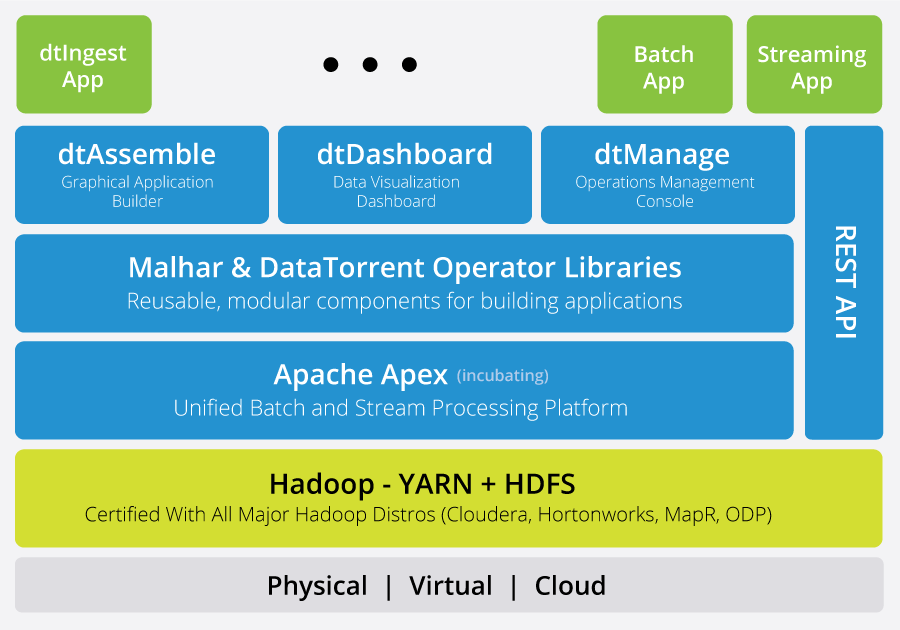 dtIngest
App
Batch
App
Streaming
App
dtAssemble
Graphical Application
Builder
dtDashboard
Data Visualization
Dashboard
dtManage
Operations Management
Console
REST API
Malhar & DataTorrent Operator Libraries
Reusable, modular components for building applications
Apache Apex (incubating)
Unified Batch and Stream Processing Platform
Hadoop - YARN + HDFS
Certified With All Major Hadoop Distros (Cloudera, Hortonworks, MapR, ODP)
Physical | Virtual | Cloud